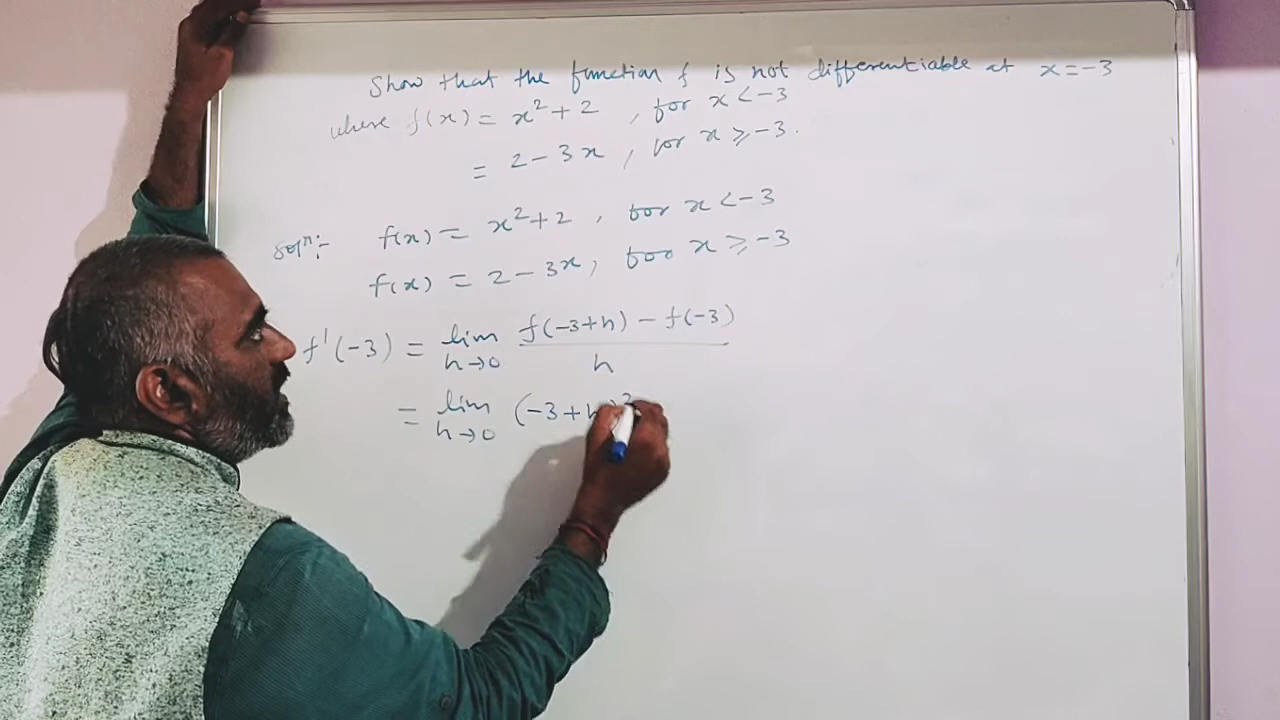 Show that the function f is not differentiable at x = -3
where f(x) = x² + 2 , for x < -3
= 2 - 3x , for x ≥ -3.
Solⁿ:- f(x) = x² + 2 , for x < -3
f(x) = 2 - 3x , for x ≥ -3
f'(-3) = lim h→0 f(-3+h) - f(-3) / h
= lim h→0 (-3+h)²